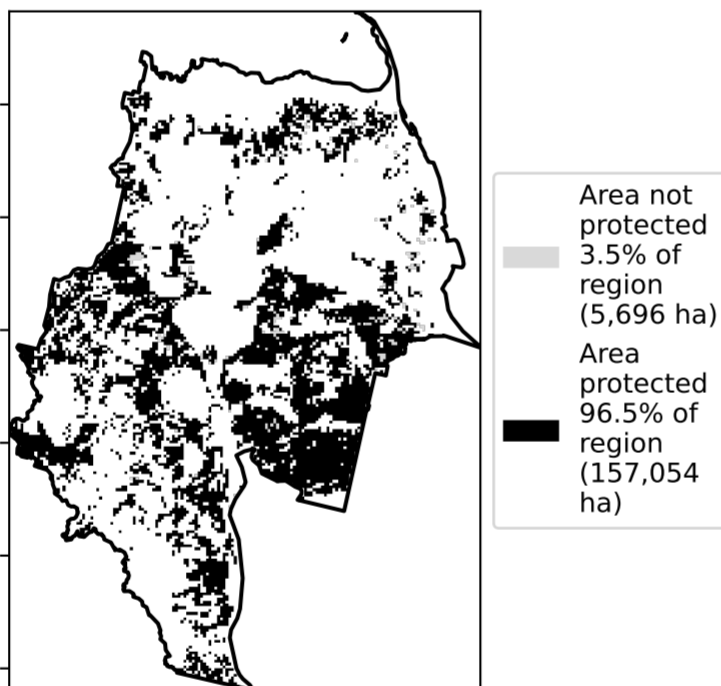 Area not
protected
3.5% of
region
(5,696 ha)
Area
protected
96.5% of
region
(157,054
ha)